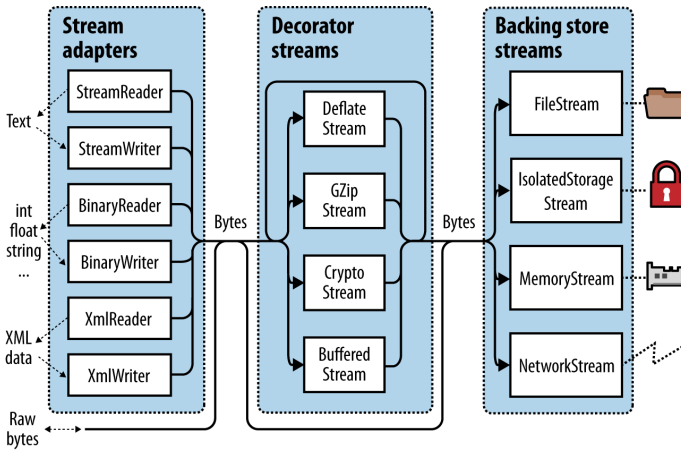 Stream
adapters
StreamReader
Text
StreamWriter
BinaryReader
int
float
string
...
BinaryWriter
XmlReader
XML
data
XmlWriter
Raw
bytes
Bytes
Decorator
streams
Deflate
Stream
GZip
Stream
Crypto
Stream
Buffered
Stream
Bytes
Backing store
streams
FileStream
IsolatedStorage
Stream
MemoryStream
NetworkStream